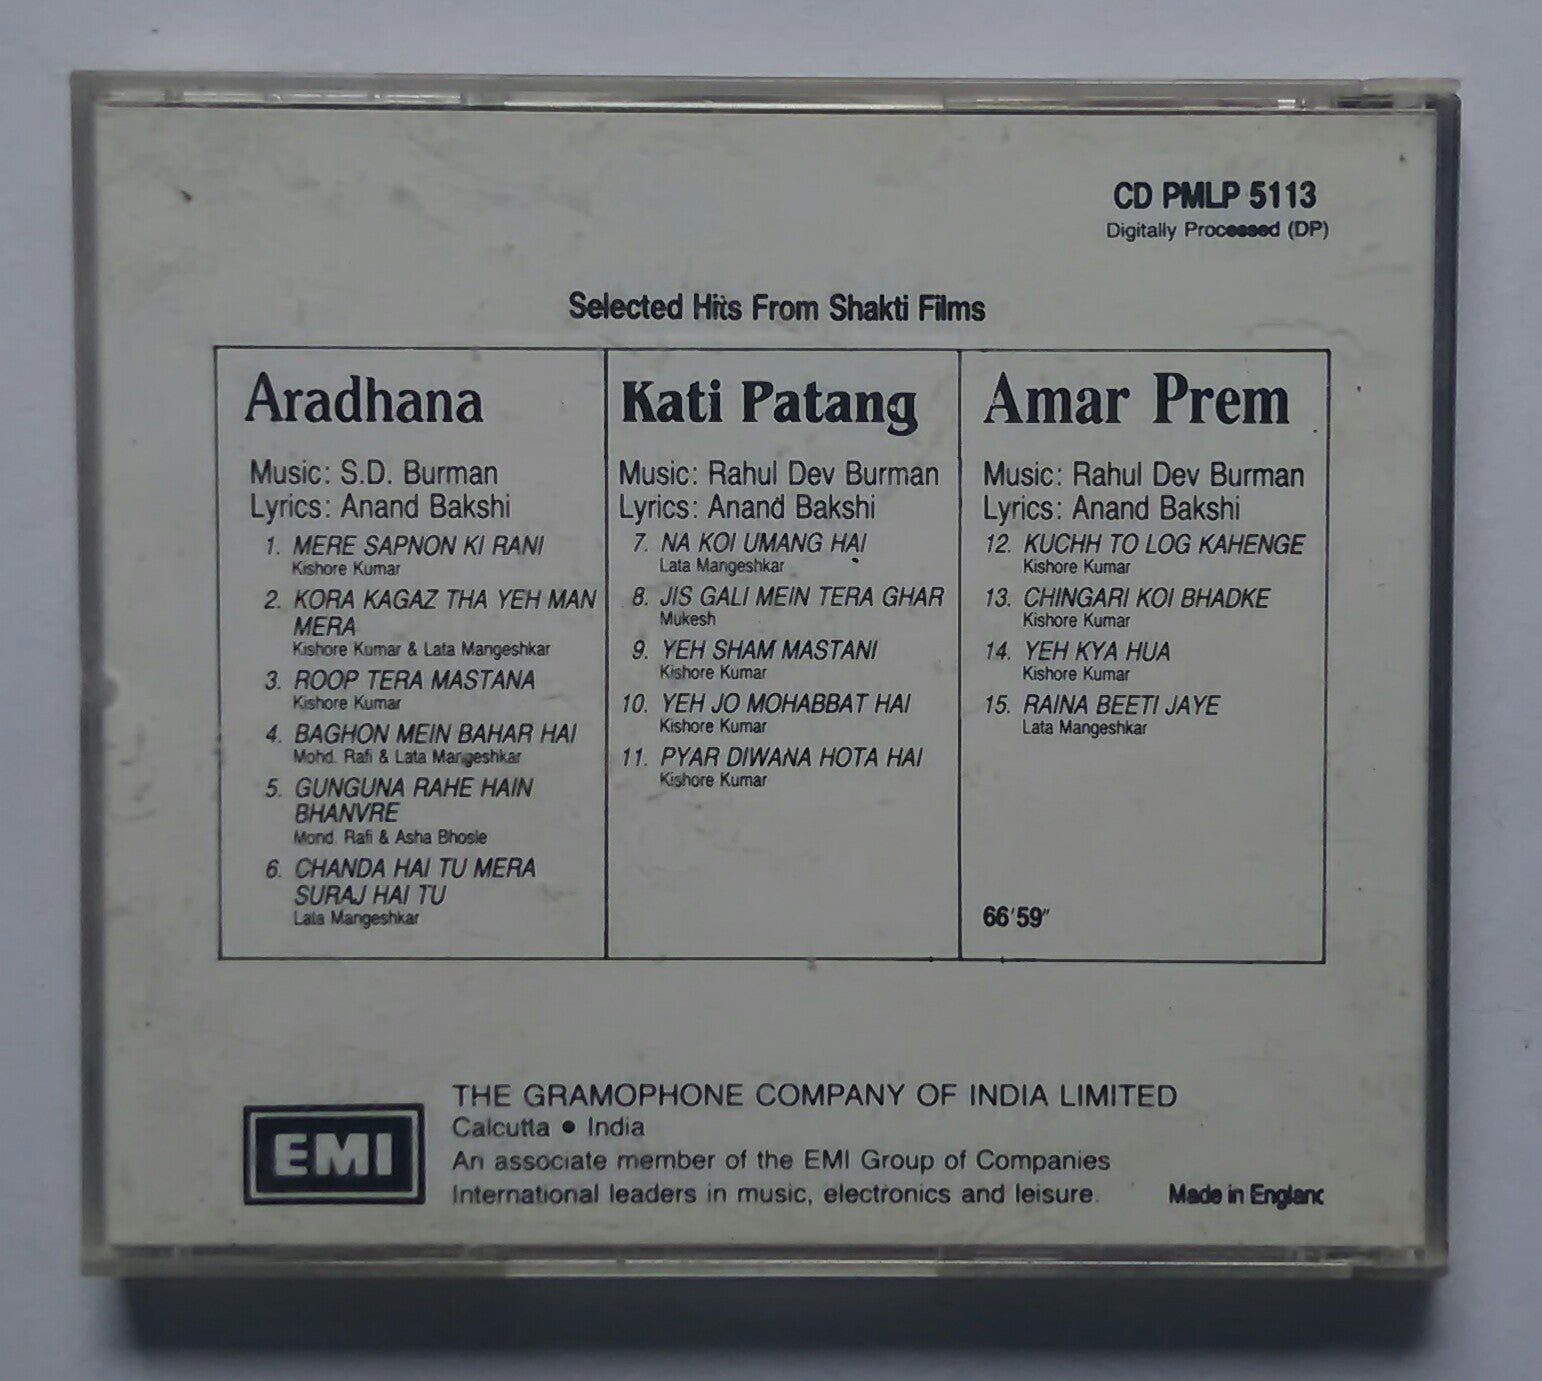 CD PMLP 5113
Digitally Processed (DP)
Selected Hits From Shakti Films
Aradhana
Music: S.D. Burman
Lyrics: Anand Bakshi
1. MERE SAPNON KI RANI
Kishore Kumar
2. KORA KAGAZ THA YEH MAN
MERA
Kishore Kumar & Lata Mangeshkar
3. ROOP TERA MASTANA
Kishore Kumar
4. BAGHON MEIN BAHAR HAI
Mohd. Rafi & Lata Mangeshkar
5. GUNGUNA RAHE HAIN
BHANVRE
Mohd. Rafi & Asha Bhosle
6. CHANDA HAI TU MERA
SURAJ HAI TU
Lata Mangeshkar
Kati Patang
Music: Rahul Dev Burman
Lyrics: Anand Bakshi
7. NA KOI UMANG HAI
Lata Mangeshkar
8. JIS GALI MEIN TERA GHAR
Mukesh
9. YEH SHAM MASTANI
Kishore Kumar
10. YEH JO MOHABBAT HAI
Kishore Kumar
11. PYAR DIWANA HOTA HAI
Kishore Kumar
Amar Prem
Music: Rahul Dev Burman
Lyrics: Anand Bakshi
12. KUCHH TO LOG KAHENGE
Kishore Kumar
13. CHINGARI KOI BHADKE
Kishore Kumar
14. YEH KYA HUA
Kishore Kumar
15. RAINA BEETI JAYE
Lata Mangeshkar
66'59"
EMI
THE GRAMOPHONE COMPANY OF INDIA LIMITED
Calcutta • India
An associate member of the EMI Group of Companies
International leaders in music, electronics and leisure.
Made in England